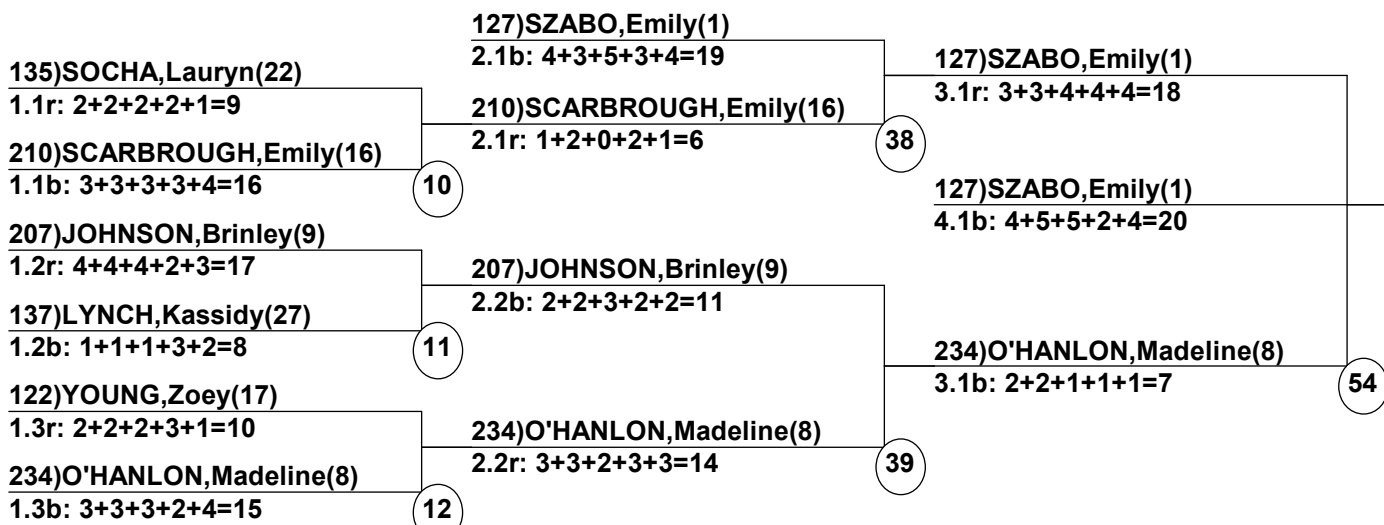 135)SOCHA,Lauryn(22)
1.1r: 2+2+2+2+1=9
210)SCARBROUGH,Emily(16)
1.1b: 3+3+3+3+4=16
10
207)JOHNSON,Brinley(9)
1.2r: 4+4+4+2+3=17
137)LYNCH,Kassidy(27)
1.2b: 1+1+1+3+2=8
11
122)YOUNG,Zoey(17)
1.3r: 2+2+2+3+1=10
234)O'HANLON,Madeline(8)
1.3b: 3+3+3+2+4=15
12
127)SZABO,Emily(1)
2.1b: 4+3+5+3+4=19
210)SCARBROUGH,Emily(16)
2.1r: 1+2+0+2+1=6
38
207)JOHNSON,Brinley(9)
2.2b: 2+2+3+2+2=11
234)O'HANLON,Madeline(8)
2.2r: 3+3+2+3+3=14
39
127)SZABO,Emily(1)
3.1r: 3+3+4+4+4=18
127)SZABO,Emily(1)
4.1b: 4+5+5+2+4=20
234)O'HANLON,Madeline(8)
3.1b: 2+2+1+1+1=7
54